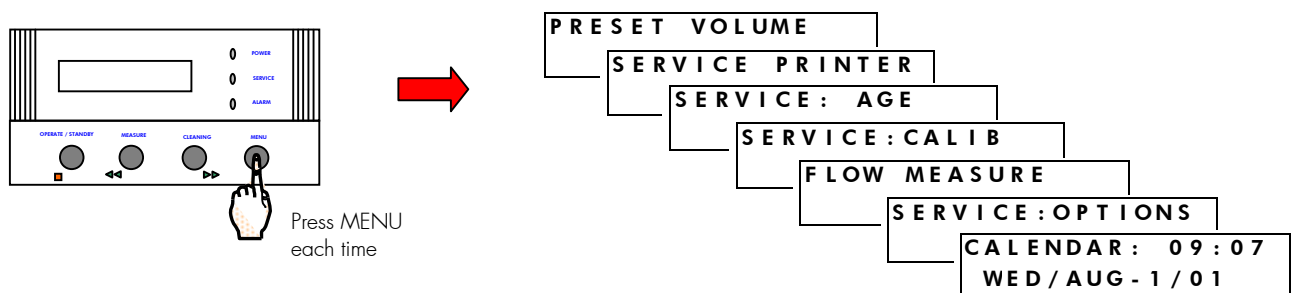 POWER
SERVICE
ALARM
OPERATE / STANDBY MEASURE CLEANING MENU
Press MENU
each time
PRESET VOLUME
SERVICE PRINTER
SERVICE: AGE
SERVICE:CALIB
FLOW MEASURE
SERVICE:OPTIONS
CALENDAR: 09:07
WED/AUG-1/01